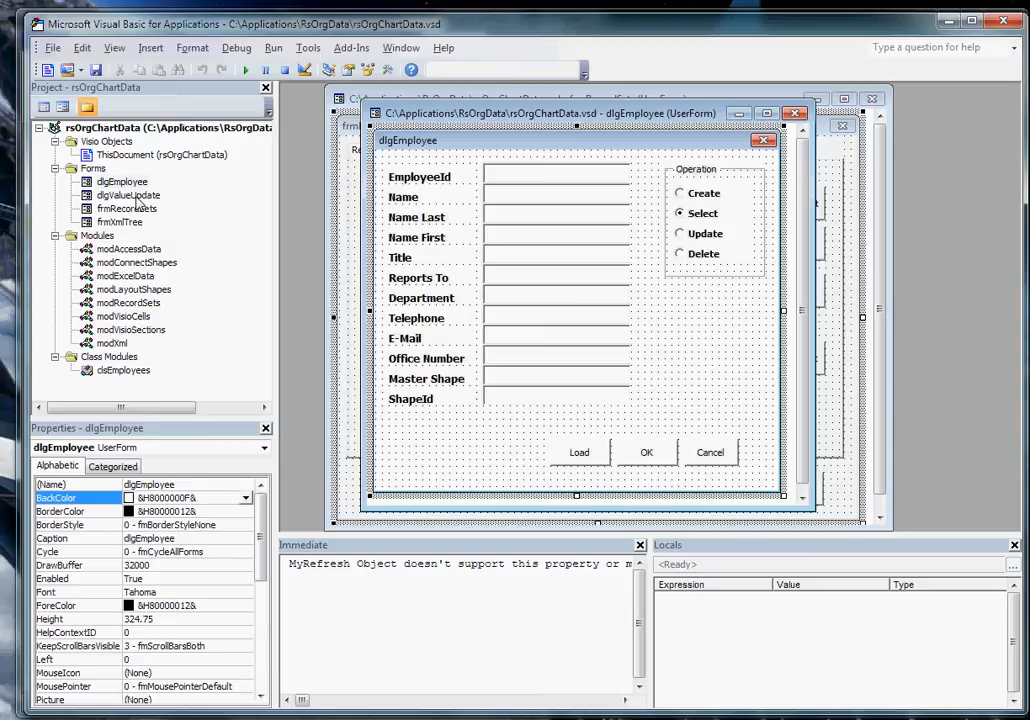 Microsoft Visual Basic for Applications - C:\Applications\RsOrgData\rsOrgChartData.vsd
File Edit View Insert Format Debug Run Tools Add-Ins Window Help
Type a question for help
Project - rsOrgChartData
rsOrgChartData (C:\Applications\RsOrgData
Visio Objects
ThisDocument (rsOrgChartData)
Forms
dlgEmployee
dlgValueUpdate
frmRecordsets
frmXmlTree
Modules
modAccessData
modConnectShapes
modExcelData
modLayoutShapes
modRecordSets
modVisioCells
modVisioSections
modXml
Class Modules
clsEmployees
Properties - dlgEmployee
dlgEmployee UserForm
Alphabetic Categorized
(Name) dlgEmployee
BackColor &H8000000F&
BorderColor &H80000012&
BorderStyle 0 - fmBorderStyleNone
Caption dlgEmployee
Cycle 0 - fmCycleAllForms
DrawBuffer 32000
Enabled True
Font Tahoma
ForeColor &H80000012&
Height 324.75
HelpContextID 0
KeepScrollBarsVisible 3 - fmScrollBarsBoth
Left 0
MouseIcon (None)
MousePointer 0 - fmMousePointerDefault
Picture (None)
C:\Applications\RsOrgData\rsOrgChartData.vsd - dlgEmployee (UserForm)
dlgEmployee
EmployeeId
Name
Name Last
Name First
Title
Reports To
Department
Telephone
E-Mail
Office Number
Master Shape
ShapeId
Operation
Create
Select
Update
Delete
Load OK Cancel
Immediate
MyRefresh Object doesn't support this property or m
Locals
<Ready>
...
Expression Value Type